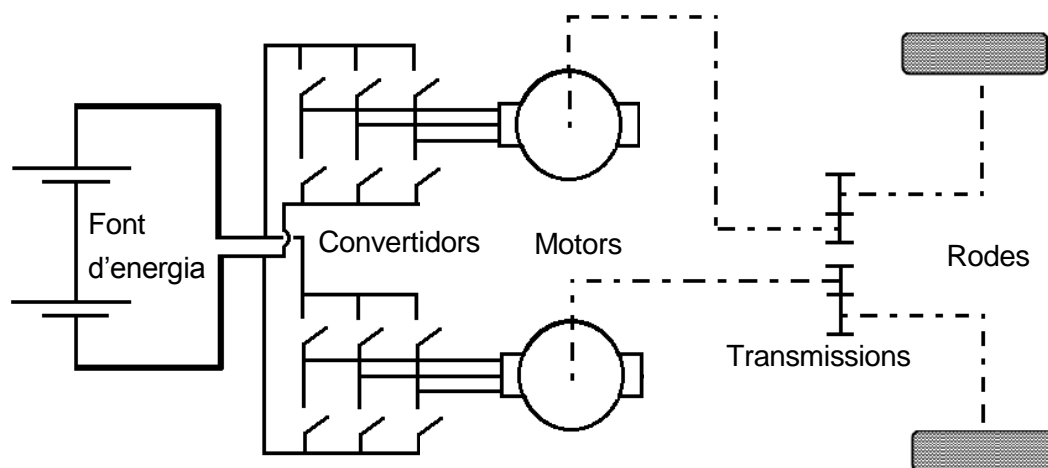 Font
d'energia
Convertidors
Motors
Transmissions
Rodes